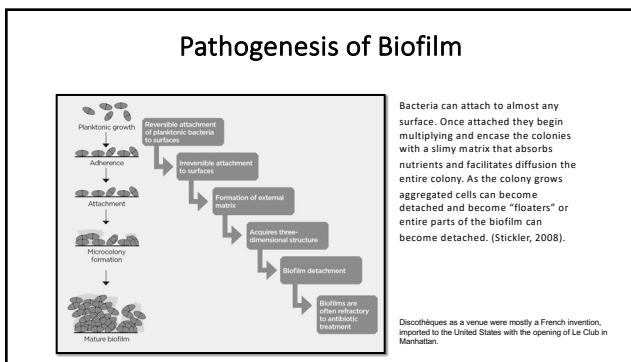 Pathogenesis of Biofilm
Planktonic growth
Adherence
Attachment
Microcolony
formation
Mature biofilm
Reversible attachment
of planktonic bacteria
to surfaces
Irreversible attachment
to surfaces
Formation of external
matrix
Acquires three-
dimensional structure
Biofilm detachment
Biofilms are
often refractory
to antibiotic
treatment
Bacteria can attach to almost any
surface. Once attached they begin
multiplying and encase the colonies
with a slimy matrix that absorbs
nutrients and facilitates diffusion the
entire colony. As the colony grows
aggregated cells can become
detached and become “floaters” or
entire parts of the biofilm can
become detached. (Stickler, 2008).
Discothèques as a venue were mostly a French invention,
imported to the United States with the opening of Le Club in
Manhattan.